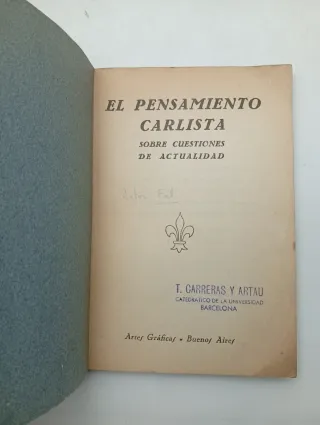 EL PENSAMIENTO
CARLISTA
SOBRE CUESTIONES
DE ACTUALIDAD
T. CARRERAS Y ARTAU
CATEDRÁTICO DE LA UNIVERSIDAD
BARCELONA
Artes Gráficas • Buenos Aires